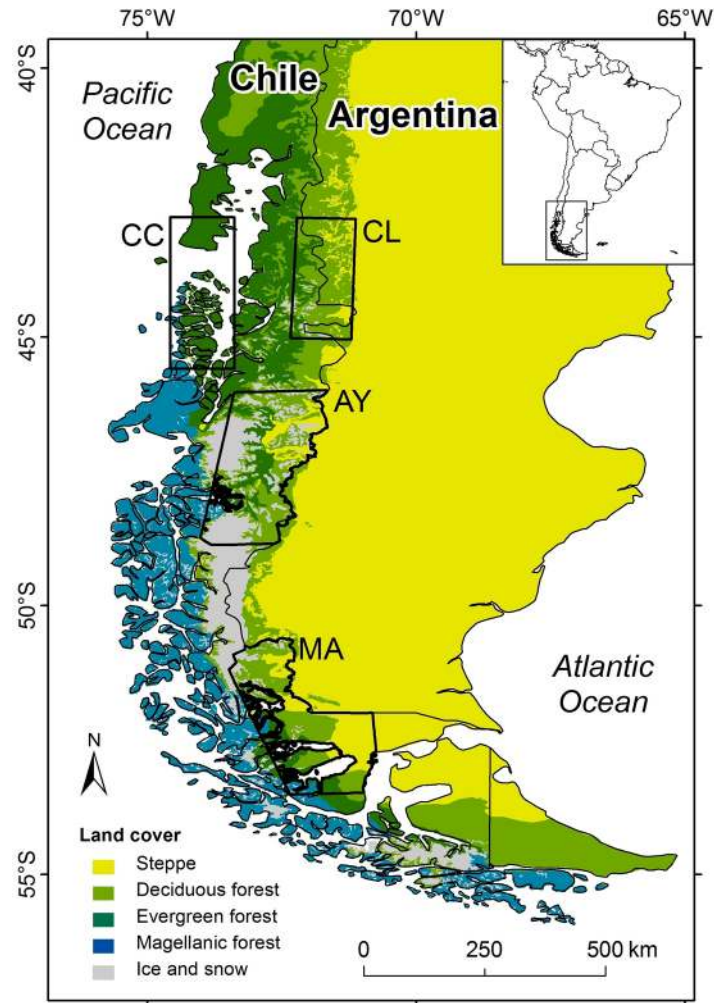 75°W 70°W 65°W
40°S
Chile
Argentina
Pacific
Ocean
CC
CL
45°S
AY
50°S
MA
Atlantic
Ocean
N
55°S
Land cover
Steppe
Deciduous forest
Evergreen forest
Magellanic forest
Ice and snow
0 250 500 km